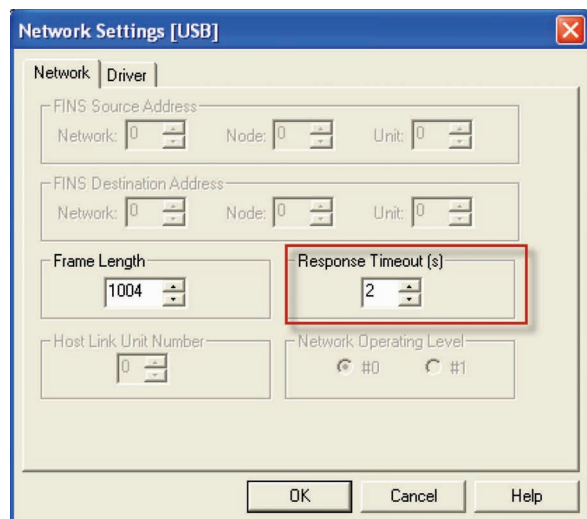 Network Settings [USB]
Network Driver
FINS Source Address
Network: 0 Node: 0 Unit: 0
FINS Destination Address
Network: 0 Node: 0 Unit: 0
Frame Length Response Timeout (s)
1004 2
Host Link Unit Number Network Operating Level
0 #0 #1
OK Cancel Help